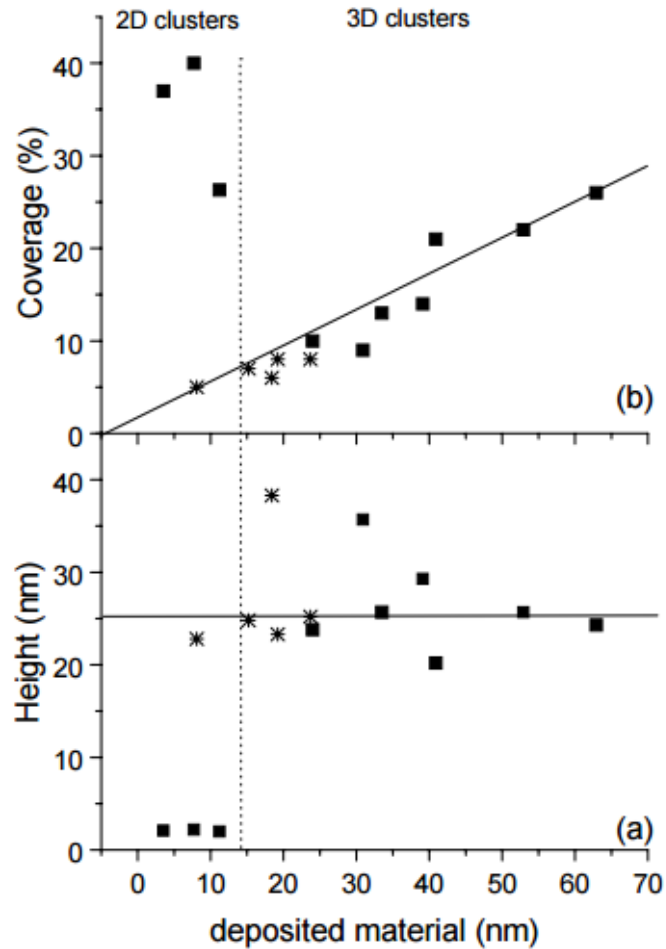 2D clusters 3D clusters
40
30
20
10
0
Coverage (%)
(b)
40
30
20
10
0
Height (nm)
(a)
0 10 20 30 40 50 60 70
deposited material (nm)